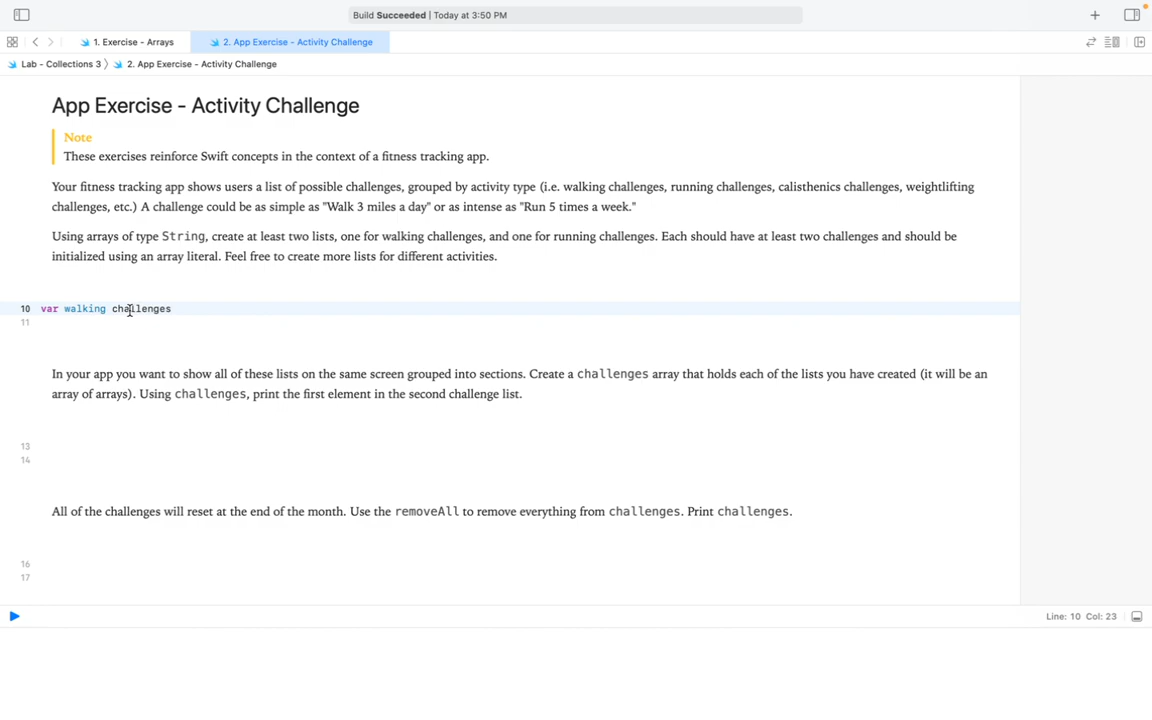 Build Succeeded | Today at 3:50 PM
1. Exercise - Arrays
2. App Exercise - Activity Challenge
Lab - Collections 3 〉 2. App Exercise - Activity Challenge
App Exercise - Activity Challenge
Note
These exercises reinforce Swift concepts in the context of a fitness tracking app.
Your fitness tracking app shows users a list of possible challenges, grouped by activity type (i.e. walking challenges, running challenges, calisthenics challenges, weightlifting
challenges, etc.) A challenge could be as simple as "Walk 3 miles a day" or as intense as "Run 5 times a week."
Using arrays of type String, create at least two lists, one for walking challenges, and one for running challenges. Each should have at least two challenges and should be
initialized using an array literal. Feel free to create more lists for different activities.
10 var walking challenges
11
In your app you want to show all of these lists on the same screen grouped into sections. Create a challenges array that holds each of the lists you have created (it will be an
array of arrays). Using challenges, print the first element in the second challenge list.
13
14
All of the challenges will reset at the end of the month. Use the removeAll to remove everything from challenges. Print challenges.
16
17
Line: 10 Col: 23